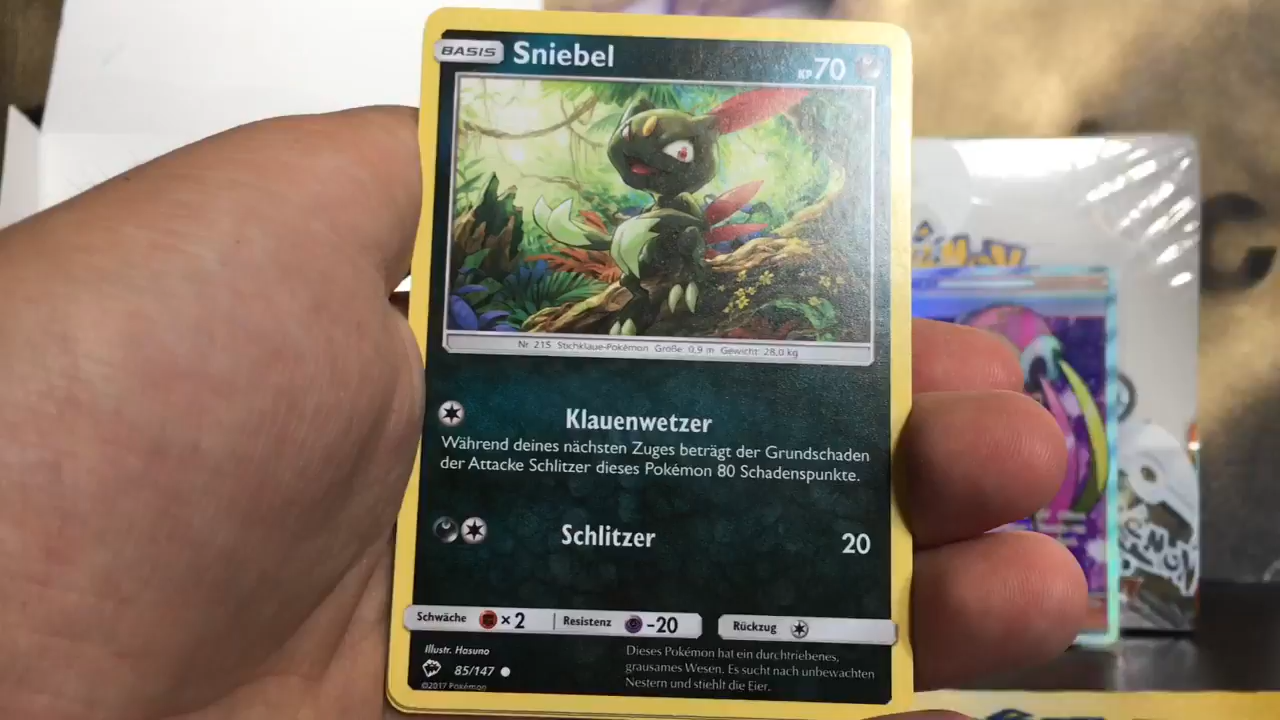 BASIS Sniebel KP 70
Nr. 215 Stichklaue-Pokémon Größe: 0,9 m Gewicht: 28,0 kg
Klauenwetzer
Während deines nächsten Zuges beträgt der Grundschaden
der Attacke Schlitzer dieses Pokémon 80 Schadenspunkte.
Schlitzer 20
Schwäche ×2 Resistenz -20 Rückzug
Illustr. Hasuno
85/147
©2017 Pokémon
Dieses Pokémon hat ein durchtriebenes,
grausames Wesen. Es sucht nach unbewachten
Nestern und stiehlt die Eier.